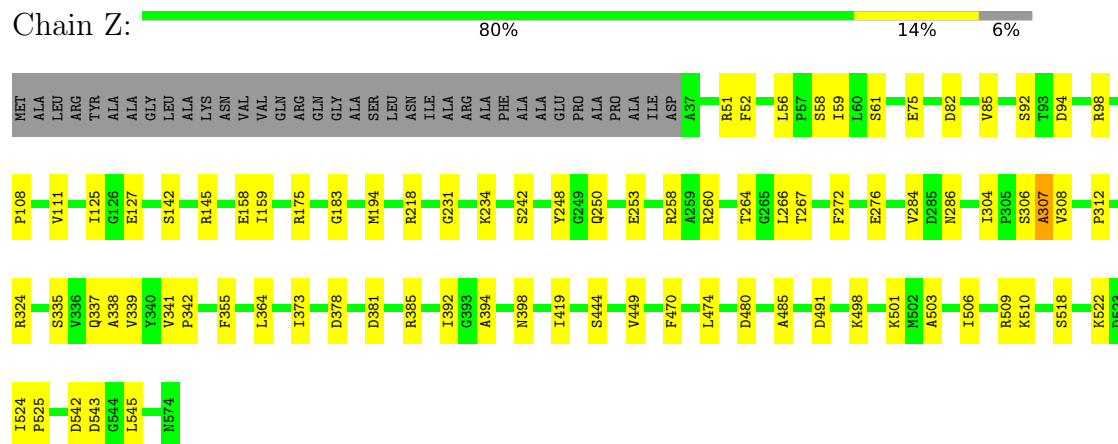 Chain Z:
80% 14% 6%
MET ALA LEU ARG TYR ALA ALA GLY LEU ALA LYS ASN VAL VAL GLN ARG GLN GLY ALA SER LEU ASN ILE ILE ALA ARG ALA PHE ALA ALA GLU PRO ALA PRO ALA ILE ASP A37 R51 F52 L56 P57 S58 I59 L60 S61 E75 D82 V85 S92 T93 D94 R98
P108 V111 I125 G126 E127 S142 R145 E158 I159 R175 G183 M194 R218 G231 K234 S242 Y248 G249 Q250 E253 R258 A259 R260 T264 G265 L266 T267 F272 E276 V284 D285 N286 I304 P305 S306 A307 V308 P312
R324 S335 V336 Q337 A338 V339 Y340 V341 P342 F355 L364 I373 D378 D381 R385 I392 G393 A394 N398 I419 S444 V449 F470 L474 D480 A485 D491 K498 K501 M502 A503 I506 R509 K510 S518 K522 D523
I524 P525 D542 D543 G544 L545 N574